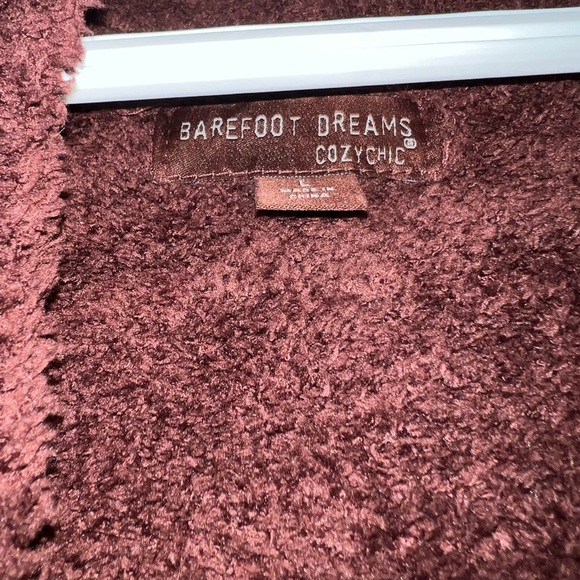 BAREFOOT DREAMS
COZYCHIC
L
MADE IN
CHINA